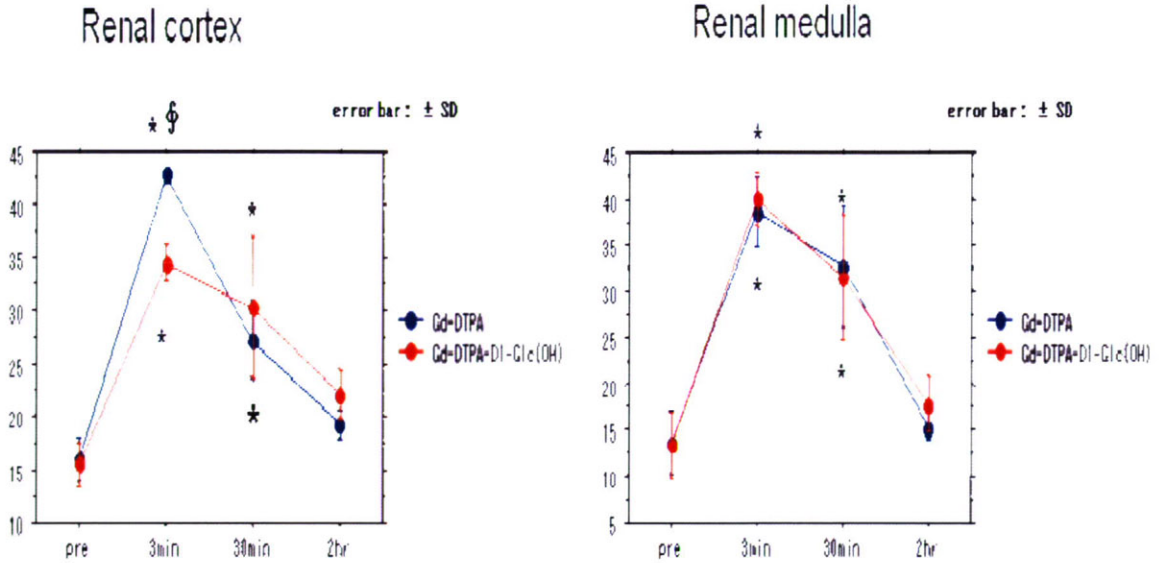 Renal cortex
* ∮
error bar: ± SD
45
40
35
30
25
20
15
10
*
*
*
pre
3min
30min
2hr
Gd=DTPA
Gd=DTPA=D1-Glc(OH)
Renal medulla
error bar: ± SD
45
40
35
30
25
20
15
10
5
*
*
*
*
pre
3min
30min
2hr
Gd=DTPA
Gd=DTPA=D1-Glc(OH)